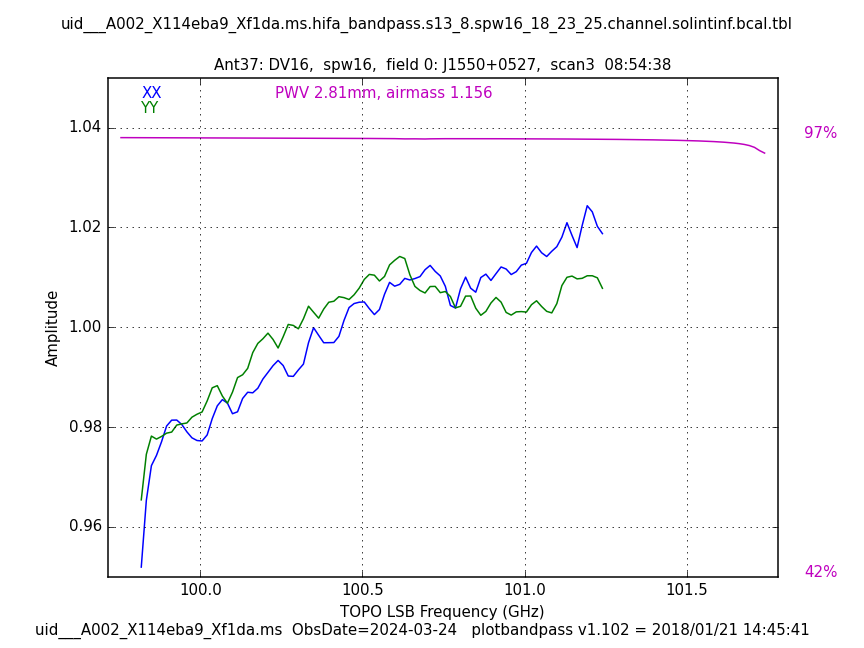 uid___A002_X114eba9_Xf1da.ms.hifa_bandpass.s13_8.spw16_18_23_25.channel.solintinf.bcal.tbl
Ant37: DV16,  spw16,  field 0: J1550+0527,  scan3  08:54:38
XX
PWV 2.81mm, airmass 1.156
YY
1.04
97%
1.02
1.00
Amplitude
0.98
0.96
42%
100.0
100.5
101.0
101.5
TOPO LSB Frequency (GHz)
uid___A002_X114eba9_Xf1da.ms  ObsDate=2024-03-24   plotbandpass v1.102 = 2018/01/21 14:45:41